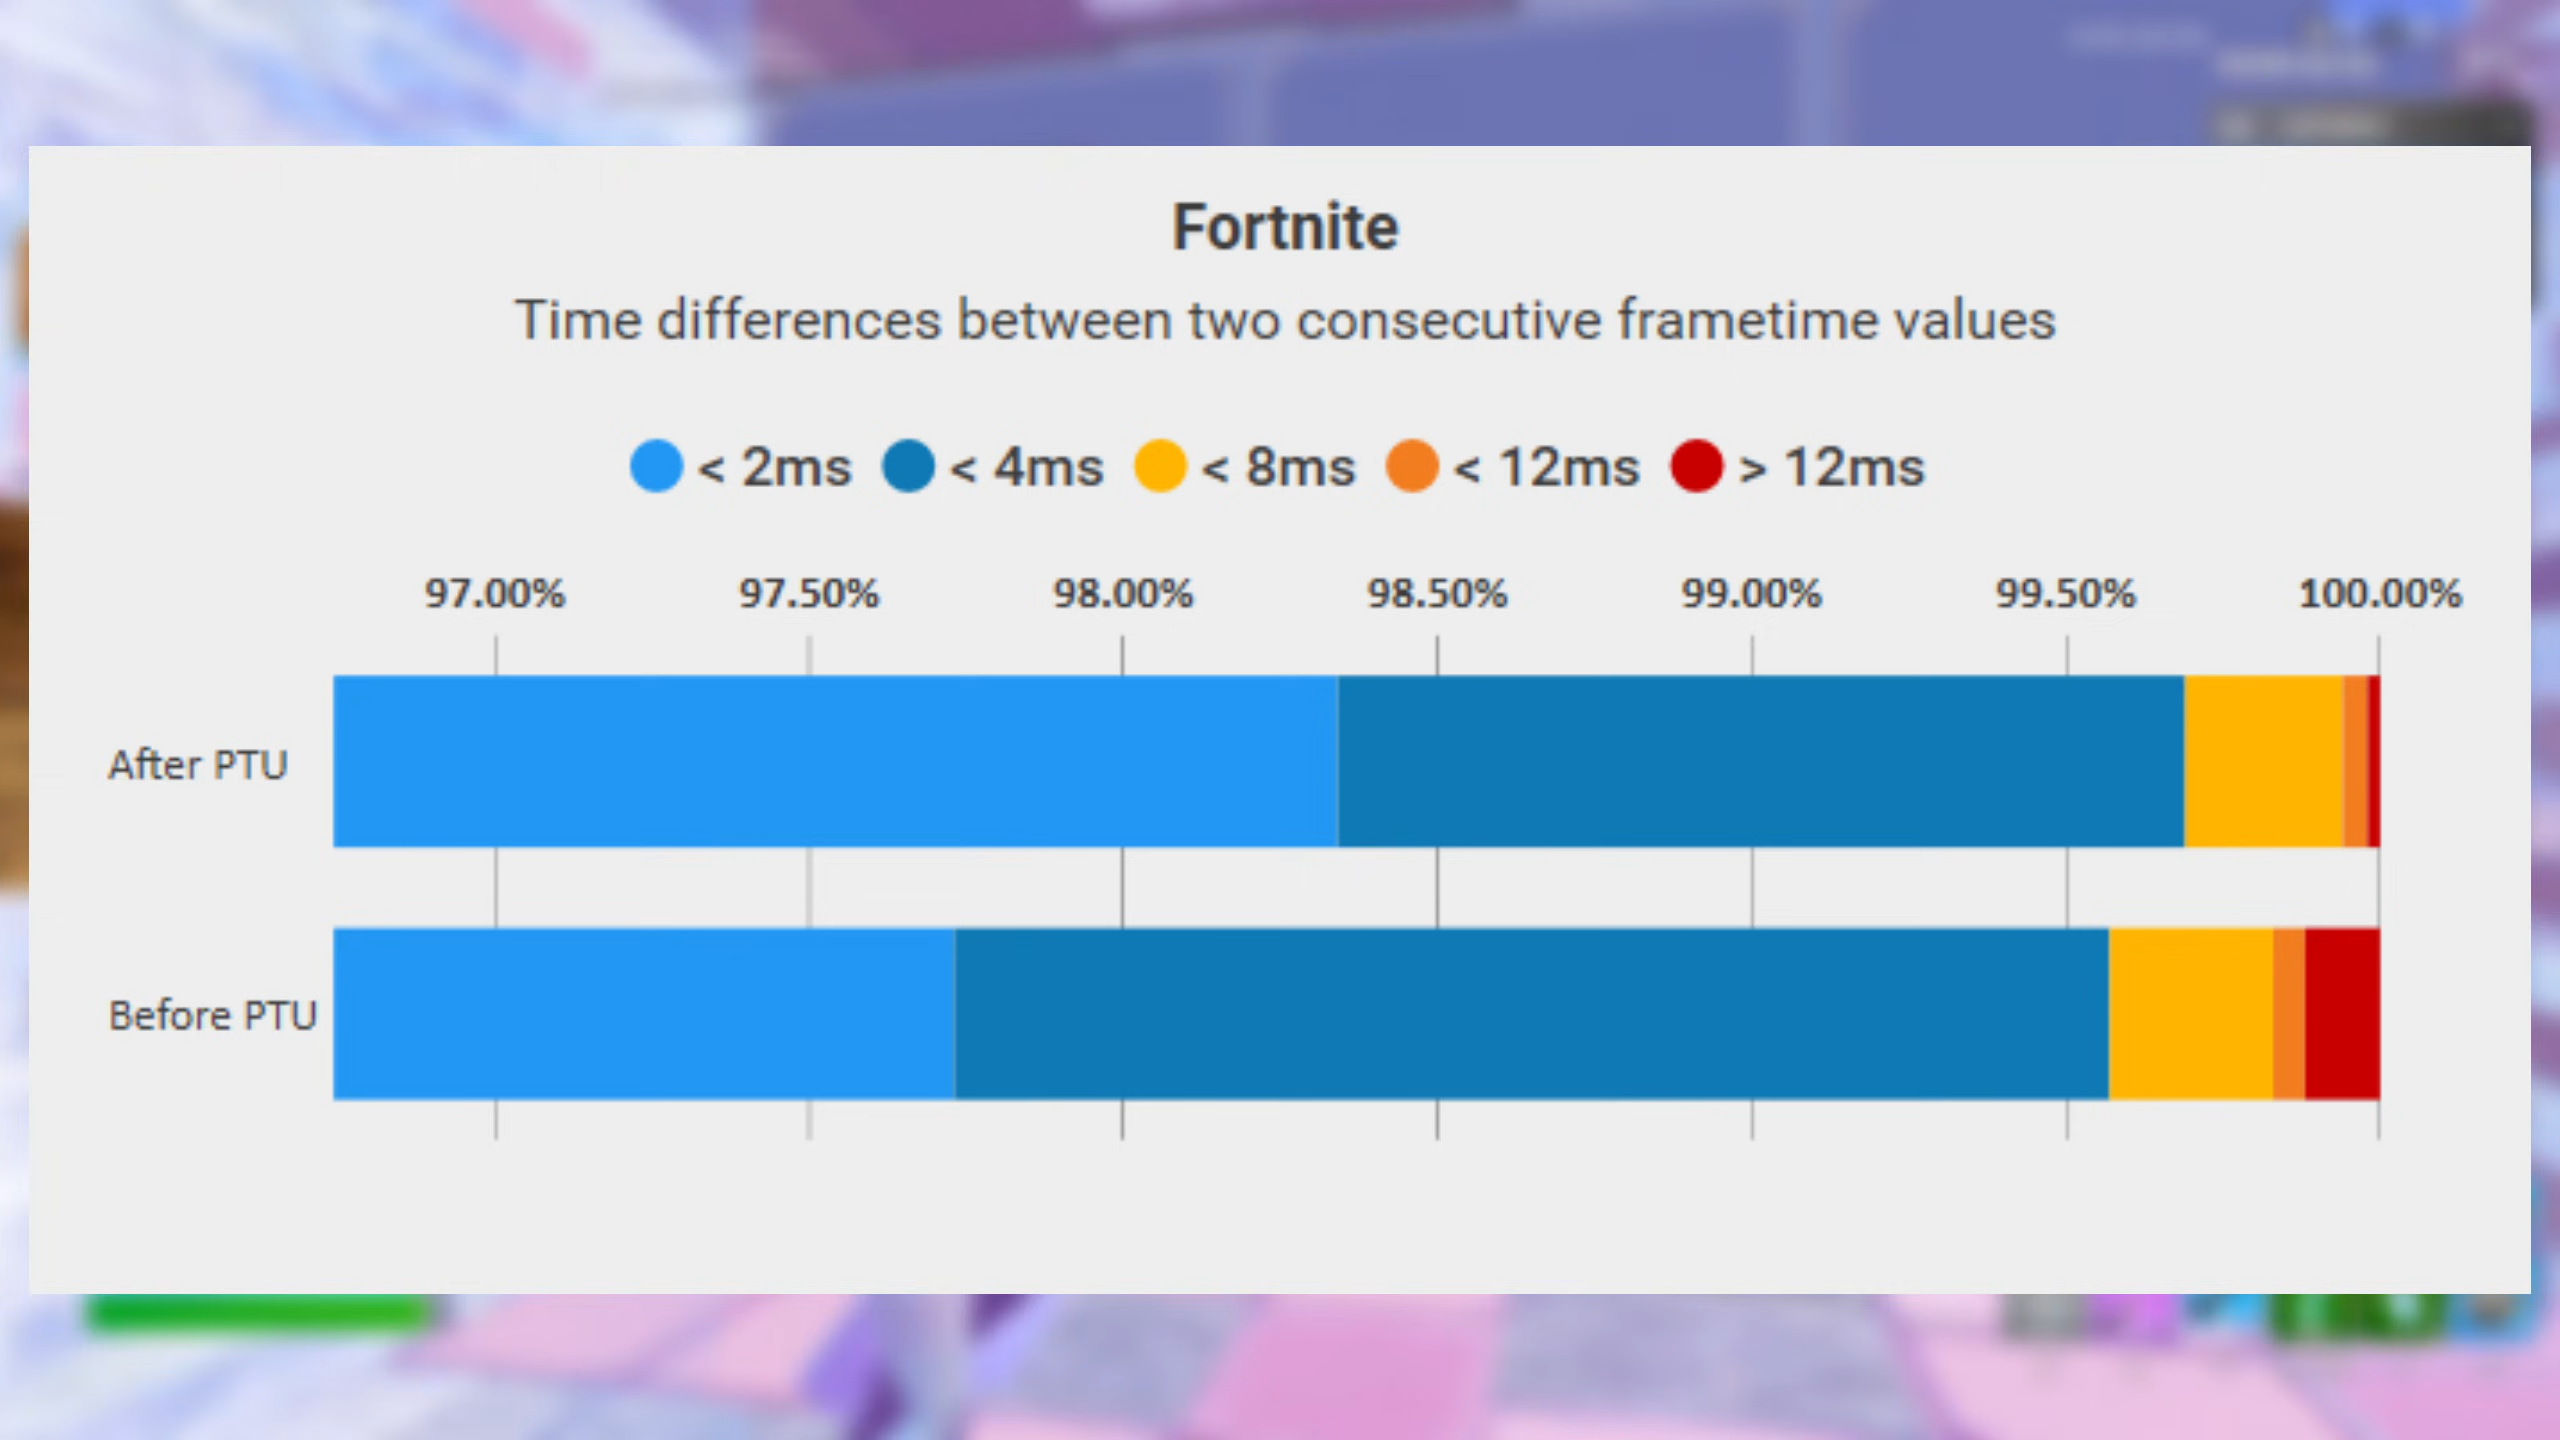 Fortnite
Time differences between two consecutive frametime values
< 2ms < 4ms < 8ms < 12ms > 12ms
97.00% 97.50% 98.00% 98.50% 99.00% 99.50% 100.00%
After PTU
Before PTU